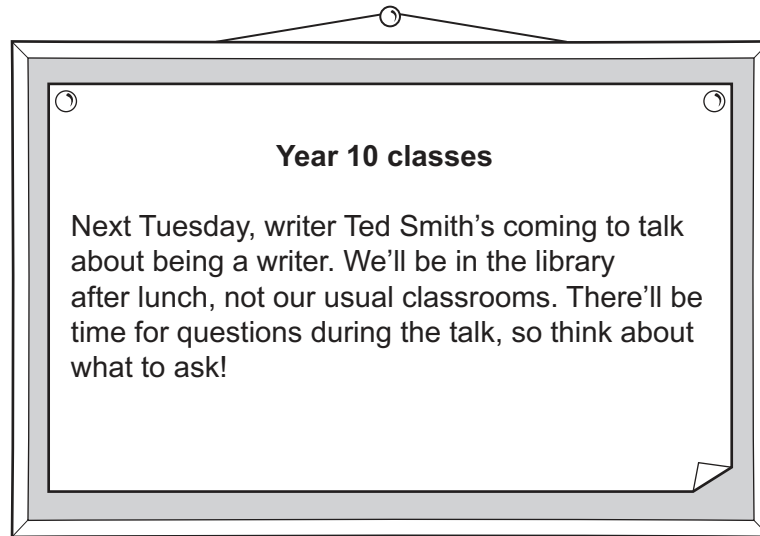 Year 10 classes
Next Tuesday, writer Ted Smith's coming to talk
about being a writer. We'll be in the library
after lunch, not our usual classrooms. There'll be
time for questions during the talk, so think about
what to ask!